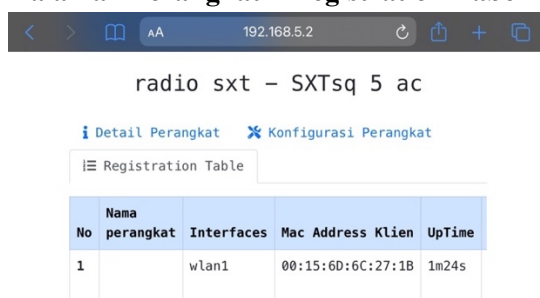 AA 192.168.5.2
radio sxt – SXTsq 5 ac
Detail Perangkat Konfigurasi Perangkat
Registration Table
No Nama perangkat Interfaces Mac Address Klien UpTime
1 wlan1 00:15:6D:6C:27:1B 1m24s